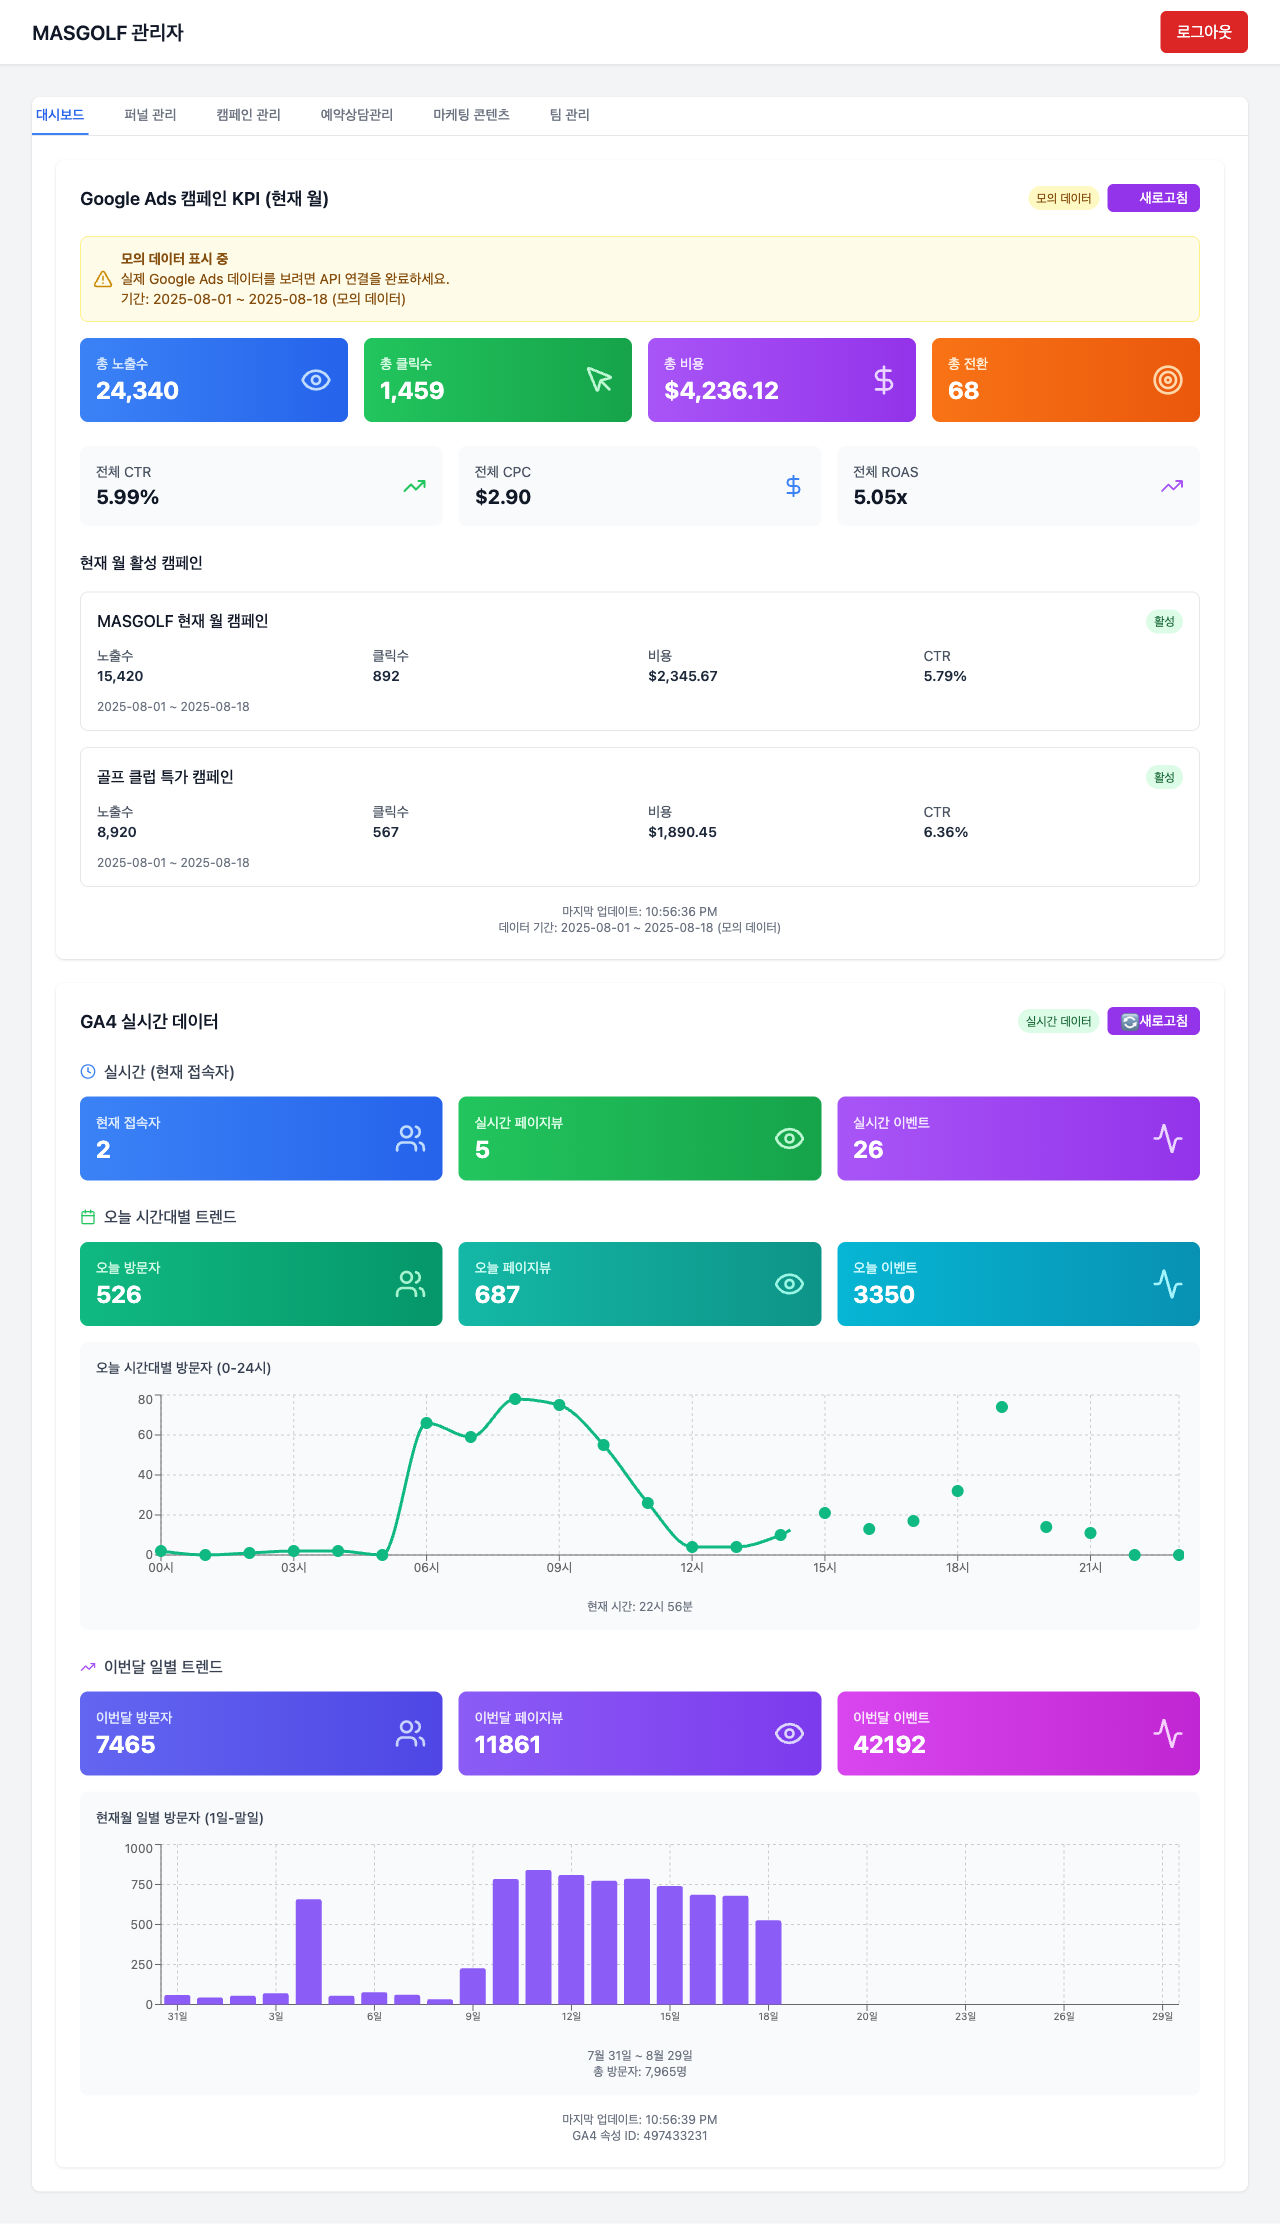 MASGOLF 관리자
로그아웃
대시보드 퍼널 관리 캠페인 관리 예약상담관리 마케팅 콘텐츠 팀 관리
Google Ads 캠페인 KPI (현재 월)
모의 데이터 새로고침
모의 데이터 표시 중
실제 Google Ads 데이터를 보려면 API 연결을 완료하세요.
기간: 2025-08-01 ~ 2025-08-18 (모의 데이터)
총 노출수 총 클릭수 총 비용 총 전환
24,340 1,459 $4,236.12 68
전체 CTR 전체 CPC 전체 ROAS
5.99% $2.90 5.05x
현재 월 활성 캠페인
MASGOLF 현재 월 캠페인 활성
노출수 클릭수 비용 CTR
15,420 892 $2,345.67 5.79%
2025-08-01 ~ 2025-08-18
골프 클럽 특가 캠페인 활성
노출수 클릭수 비용 CTR
8,920 567 $1,890.45 6.36%
2025-08-01 ~ 2025-08-18
마지막 업데이트: 10:56:36 PM
데이터 기간: 2025-08-01 ~ 2025-08-18 (모의 데이터)
GA4 실시간 데이터
실시간 데이터 새로고침
실시간 (현재 접속자)
현재 접속자 실시간 페이지뷰 실시간 이벤트
2 5 26
오늘 시간대별 트렌드
오늘 방문자 오늘 페이지뷰 오늘 이벤트
526 687 3350
오늘 시간대별 방문자 (0-24시)
80
60
40
20
0
00시 03시 06시 09시 12시 15시 18시 21시
현재 시간: 22시 56분
이번달 일별 트렌드
이번달 방문자 이번달 페이지뷰 이번달 이벤트
7465 11861 42192
현재월 일별 방문자 (1일-말일)
1000
750
500
250
0
31일 3일 6일 9일 12일 15일 18일 20일 23일 26일 29일
7월 31일 ~ 8월 29일
총 방문자: 7,965명
마지막 업데이트: 10:56:39 PM
GA4 속성 ID: 497433231